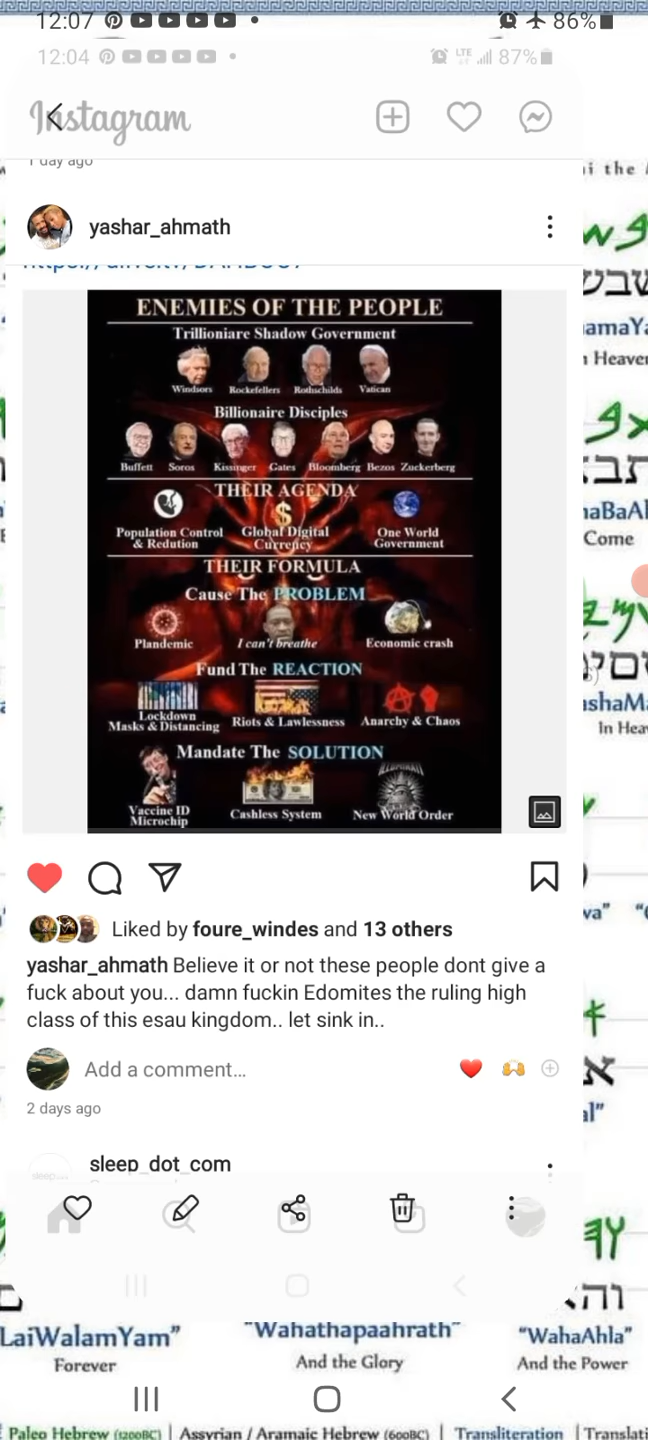 12:07
86%
12:04
LTE
87%
Instagram
1 day ago
yashar_ahmath
ENEMIES OF THE PEOPLE
Trillioniare Shadow Government
Windsors Rockefellers Rothschilds Vatican
Billionaire Disciples
Buffett Soros Kissinger Gates Bloomberg Bezos Zuckerberg
THEIR AGENDA
$
Population Control & Redution
Global Digital Currency
One World Government
THEIR FORMULA
Cause The PROBLEM
Plandemic I can't breathe Economic crash
Fund The REACTION
Lockdown Masks & Distancing
Riots & Lawlessness
Anarchy & Chaos
Mandate The SOLUTION
Vaccine ID Microchip
Cashless System
New World Order
Liked by foure_windes and 13 others
yashar_ahmath Believe it or not these people dont give a
fuck about you... damn fuckin Edomites the ruling high
class of this esau kingdom.. let sink in..
Add a comment...
2 days ago
sleep_dot_com
Heaven
Come
In Hea
LaiWalamYam" "Wahathapaahrath" "WahaAhla"
Forever And the Glory And the Power
Paleo Hebrew (1200BC) | Assyrian / Aramaic Hebrew (600BC) | Transliteration | Translati